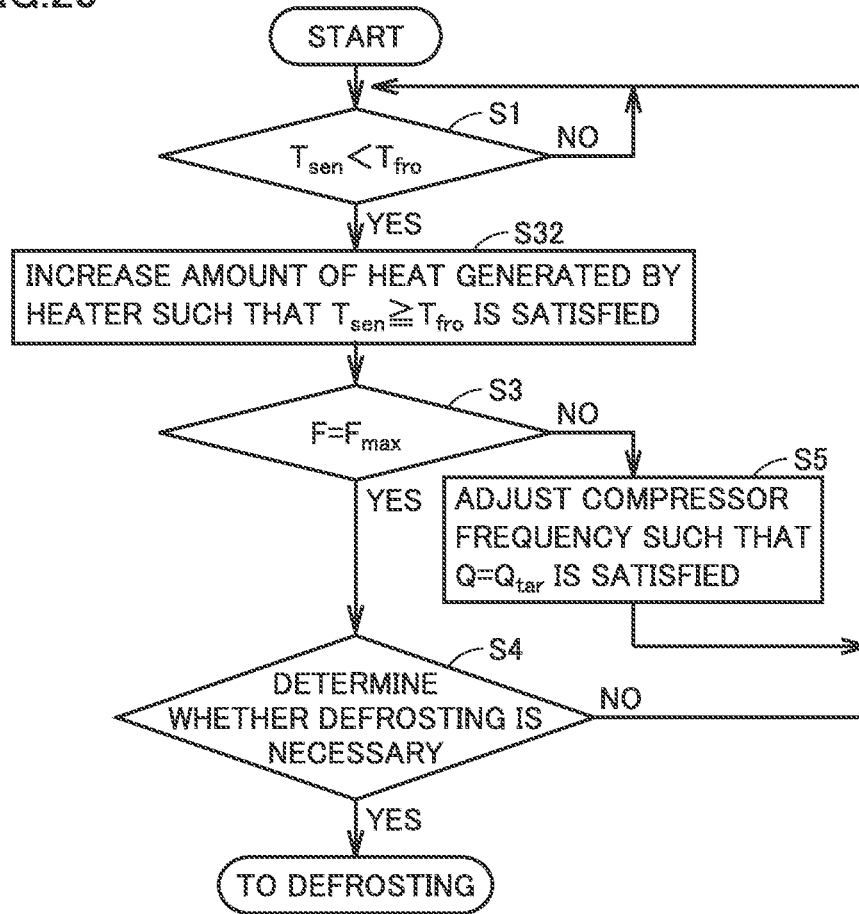 START
S1
T_sen<T_fro
NO
YES
S32
INCREASE AMOUNT OF HEAT GENERATED BY
HEATER SUCH THAT T_sen≧T_fro IS SATISFIED
S3
F=F_max
NO
YES
S5
ADJUST COMPRESSOR
FREQUENCY SUCH THAT
Q=Q_tar IS SATISFIED
S4
DETERMINE
WHETHER DEFROSTING IS
NECESSARY
NO
YES
TO DEFROSTING